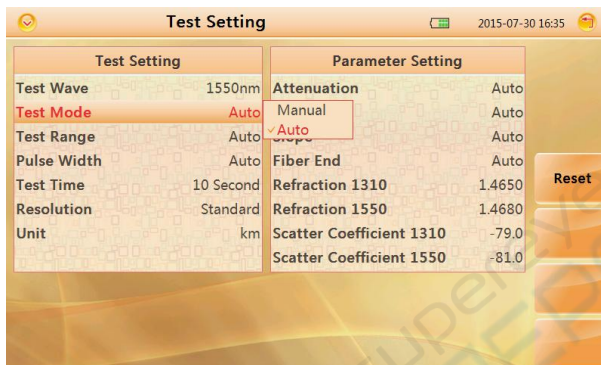 Test Setting 2015-07-30 16:35
Test Setting
Test Wave 1550nm
Test Mode Auto
Test Range Auto
Pulse Width Auto
Test Time 10 Second
Resolution Standard
Unit km
Manual
✓Auto
Parameter Setting
Attenuation Auto
Auto
Auto
Fiber End Auto
Refraction 1310 1.4650
Refraction 1550 1.4680
Scatter Coefficient 1310 -79.0
Scatter Coefficient 1550 -81.0
Reset